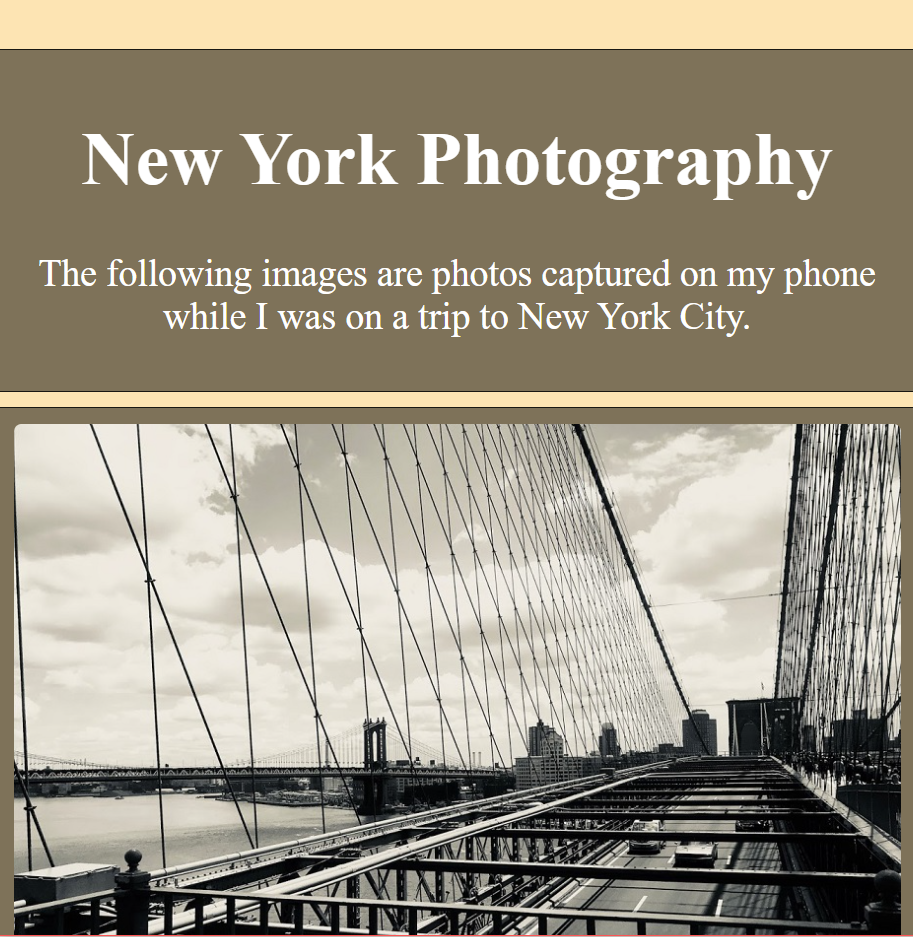 New York Photography
The following images are photos captured on my phone
while I was on a trip to New York City.